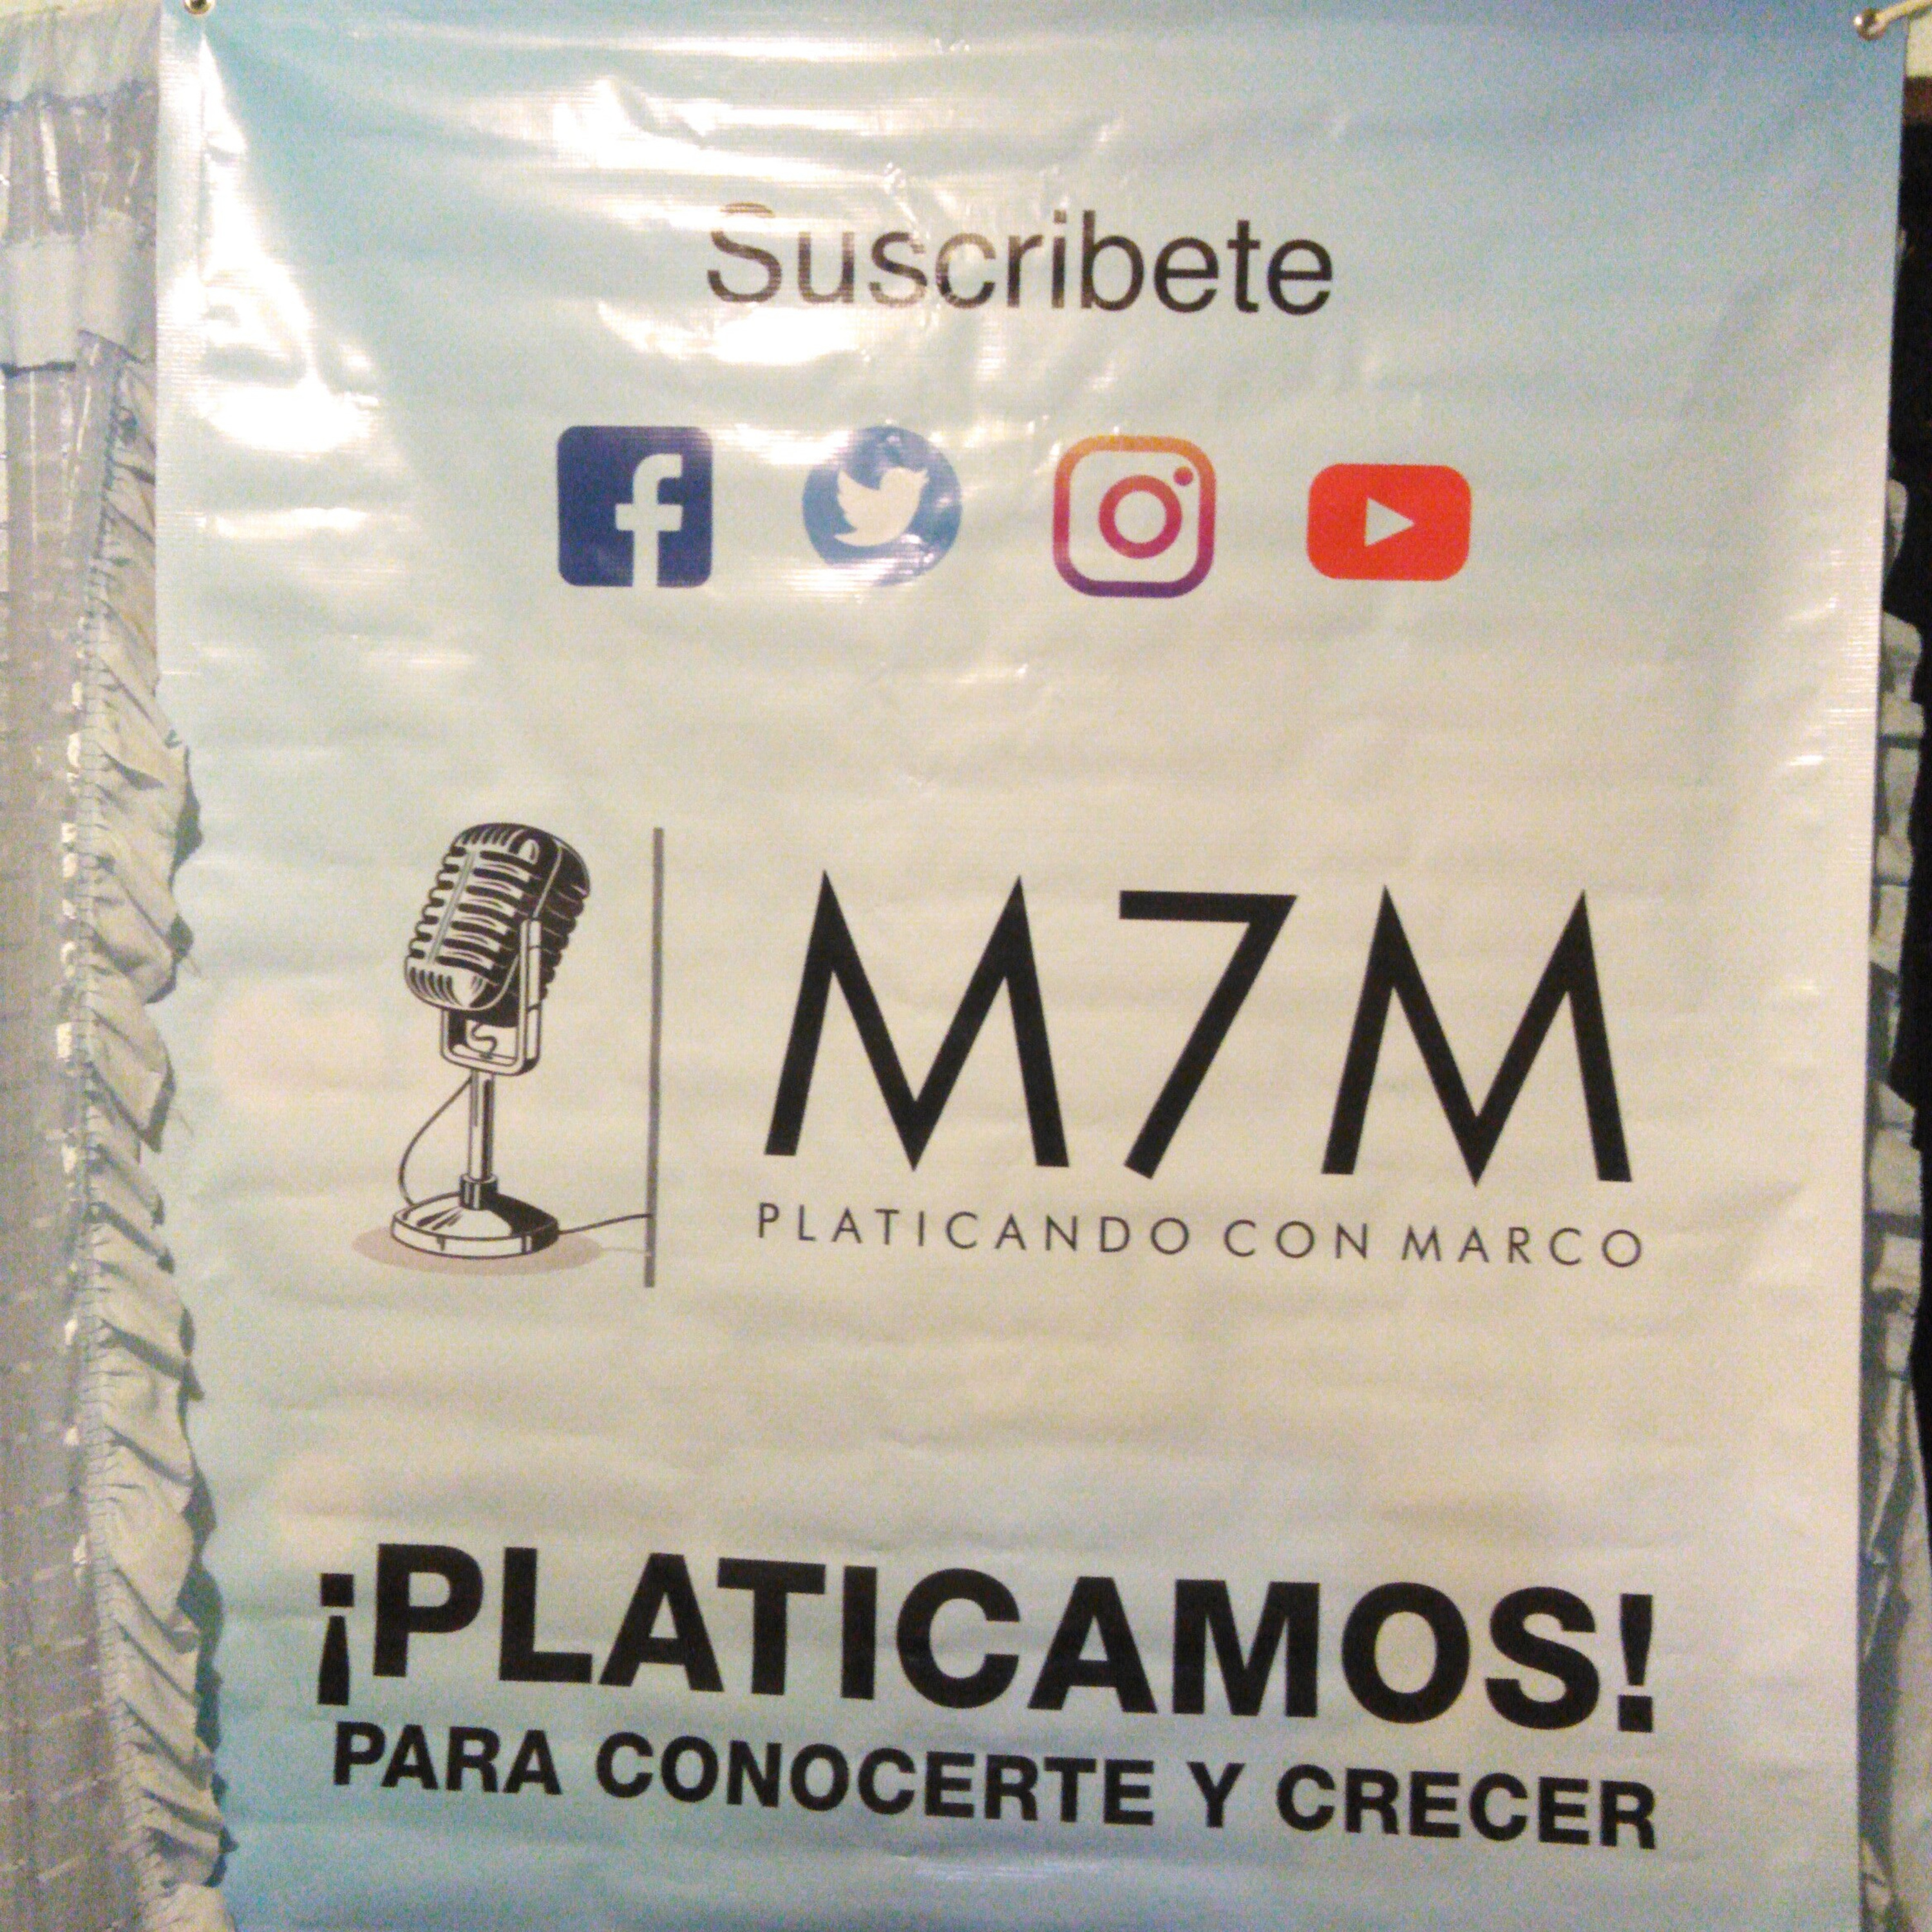 Suscribete
M7M
PLATICANDO CON MARCO
¡PLATICAMOS!
PARA CONOCERTE Y CRECER